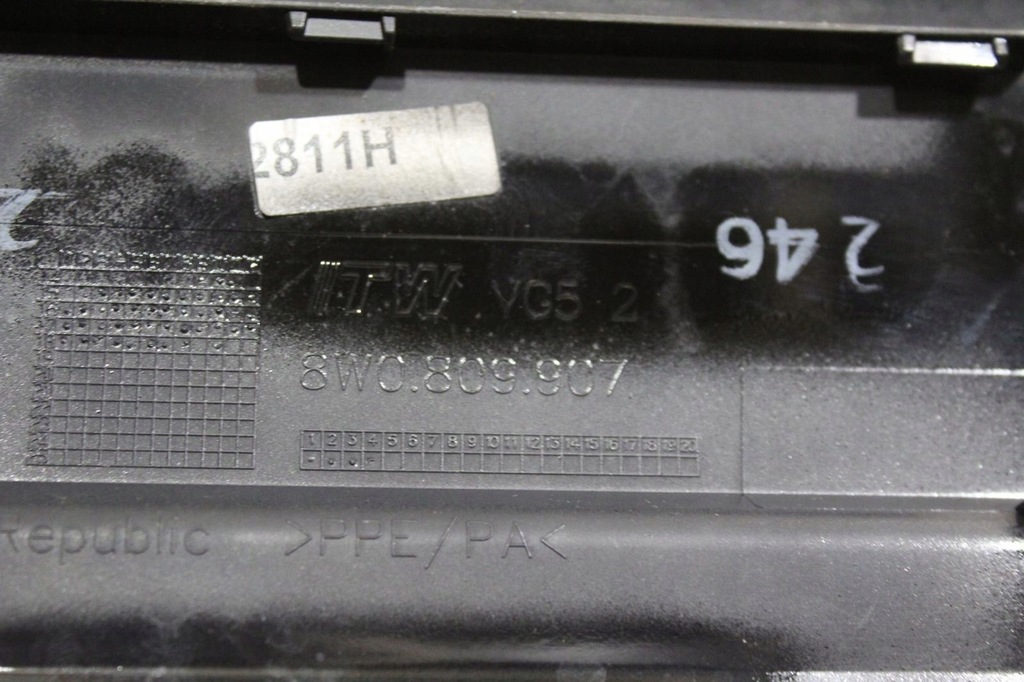 2811H
246
ITW YG5 2
8W0.809.907
1 2 3 4 5 6 7 8 9 10 11 12 13 14 15 16 17 18 19 20
Republic >PPE/PA<